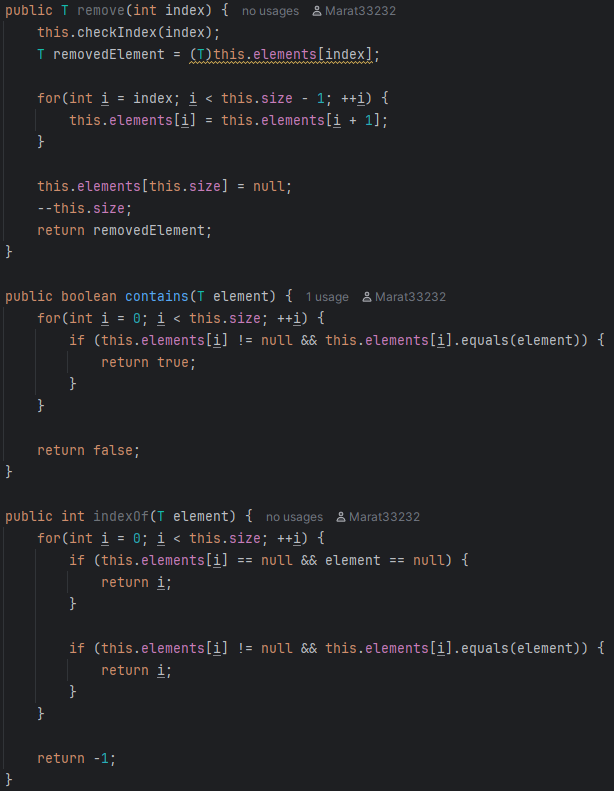 public T remove(int index) { no usages Marat33232
this.checkIndex(index);
T removedElement = (T)this.elements[index];
for(int i = index; i < this.size - 1; ++i) {
this.elements[i] = this.elements[i + 1];
}
this.elements[this.size] = null;
--this.size;
return removedElement;
}
public boolean contains(T element) { 1 usage Marat33232
for(int i = 0; i < this.size; ++i) {
if (this.elements[i] != null && this.elements[i].equals(element)) {
return true;
}
}
return false;
}
public int indexOf(T element) { no usages Marat33232
for(int i = 0; i < this.size; ++i) {
if (this.elements[i] == null && element == null) {
return i;
}
if (this.elements[i] != null && this.elements[i].equals(element)) {
return i;
}
}
return -1;
}